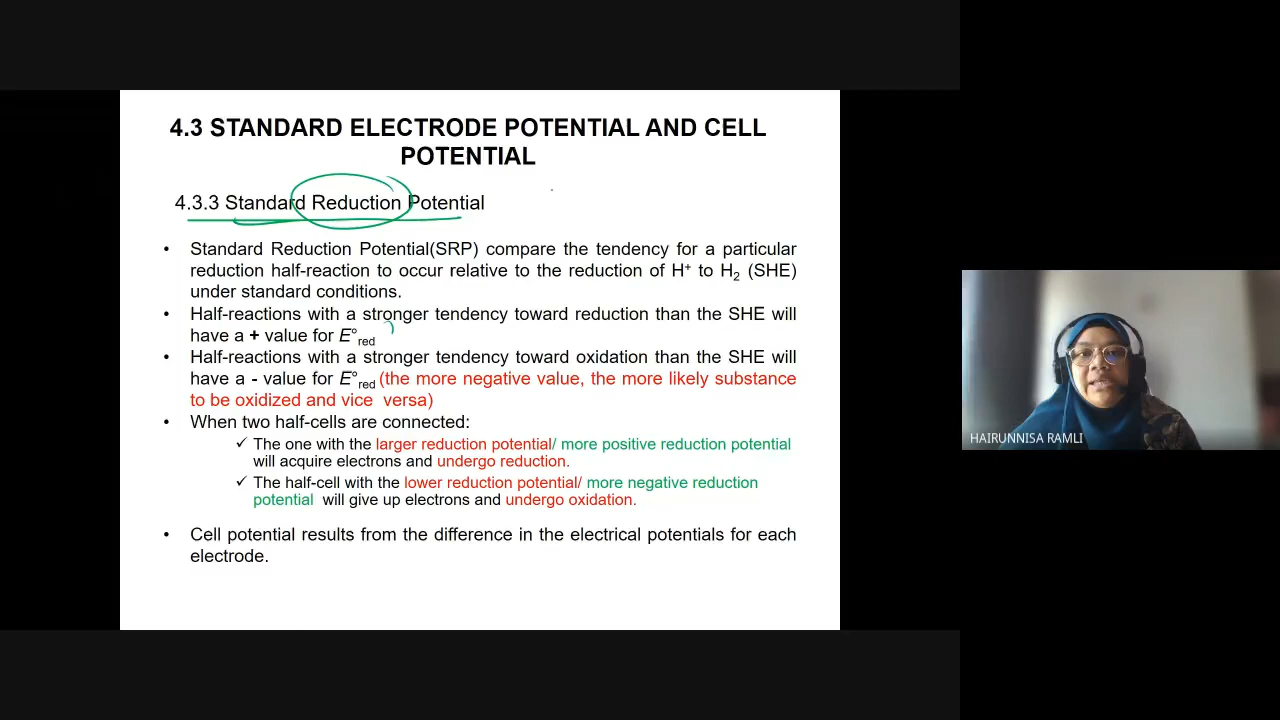 4.3 STANDARD ELECTRODE POTENTIAL AND CELL
POTENTIAL
4.3.3 Standard Reduction Potential
• Standard Reduction Potential(SRP) compare the tendency for a particular
reduction half-reaction to occur relative to the reduction of H⁺ to H₂ (SHE)
under standard conditions.
• Half-reactions with a stronger tendency toward reduction than the SHE will
have a + value for E°red
• Half-reactions with a stronger tendency toward oxidation than the SHE will
have a - value for E°red (the more negative value, the more likely substance
to be oxidized and vice versa)
• When two half-cells are connected:
✓ The one with the larger reduction potential/ more positive reduction potential
will acquire electrons and undergo reduction.
✓ The half-cell with the lower reduction potential/ more negative reduction
potential will give up electrons and undergo oxidation.
• Cell potential results from the difference in the electrical potentials for each
electrode.
HAIRUNNISA RAMLI